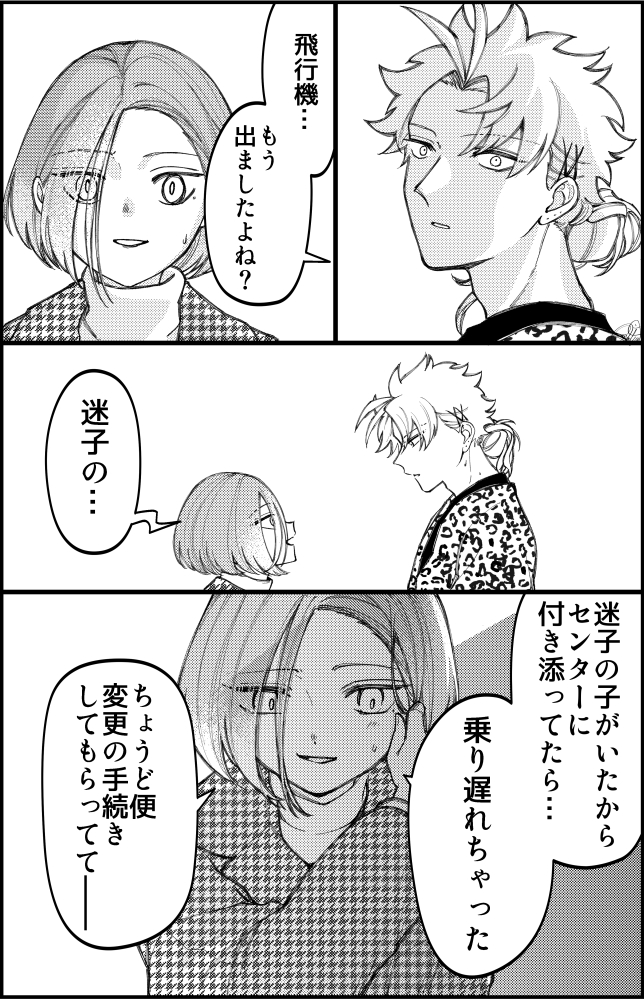 飛行機…
もう
出ましたよね?
迷子の…
迷子の子がいたから
センターに
付き添ってたら…
乗り遅れちゃった
ちょうど便
変更の手続き
してもらってて──